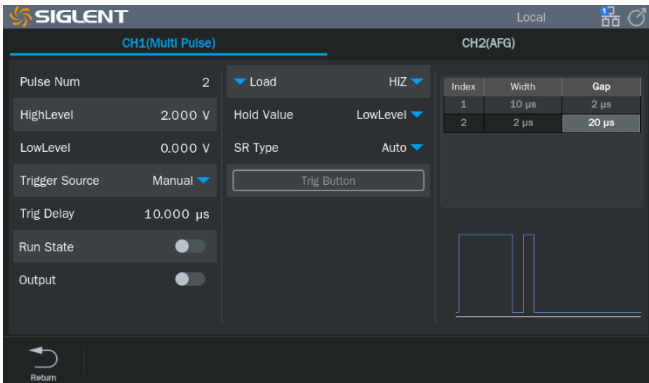 SIGLENT
Local
1
CH1(Multi Pulse)
CH2(AFG)
Pulse Num 2
HighLevel 2.000 V
LowLevel 0.000 V
Trigger Source Manual
Trig Delay 10.000 µs
Run State
Output
Load HiZ
Hold Value LowLevel
SR Type Auto
Trig Button
Index Width Gap
1 10 µs 2 µs
2 2 µs 20 µs
Return